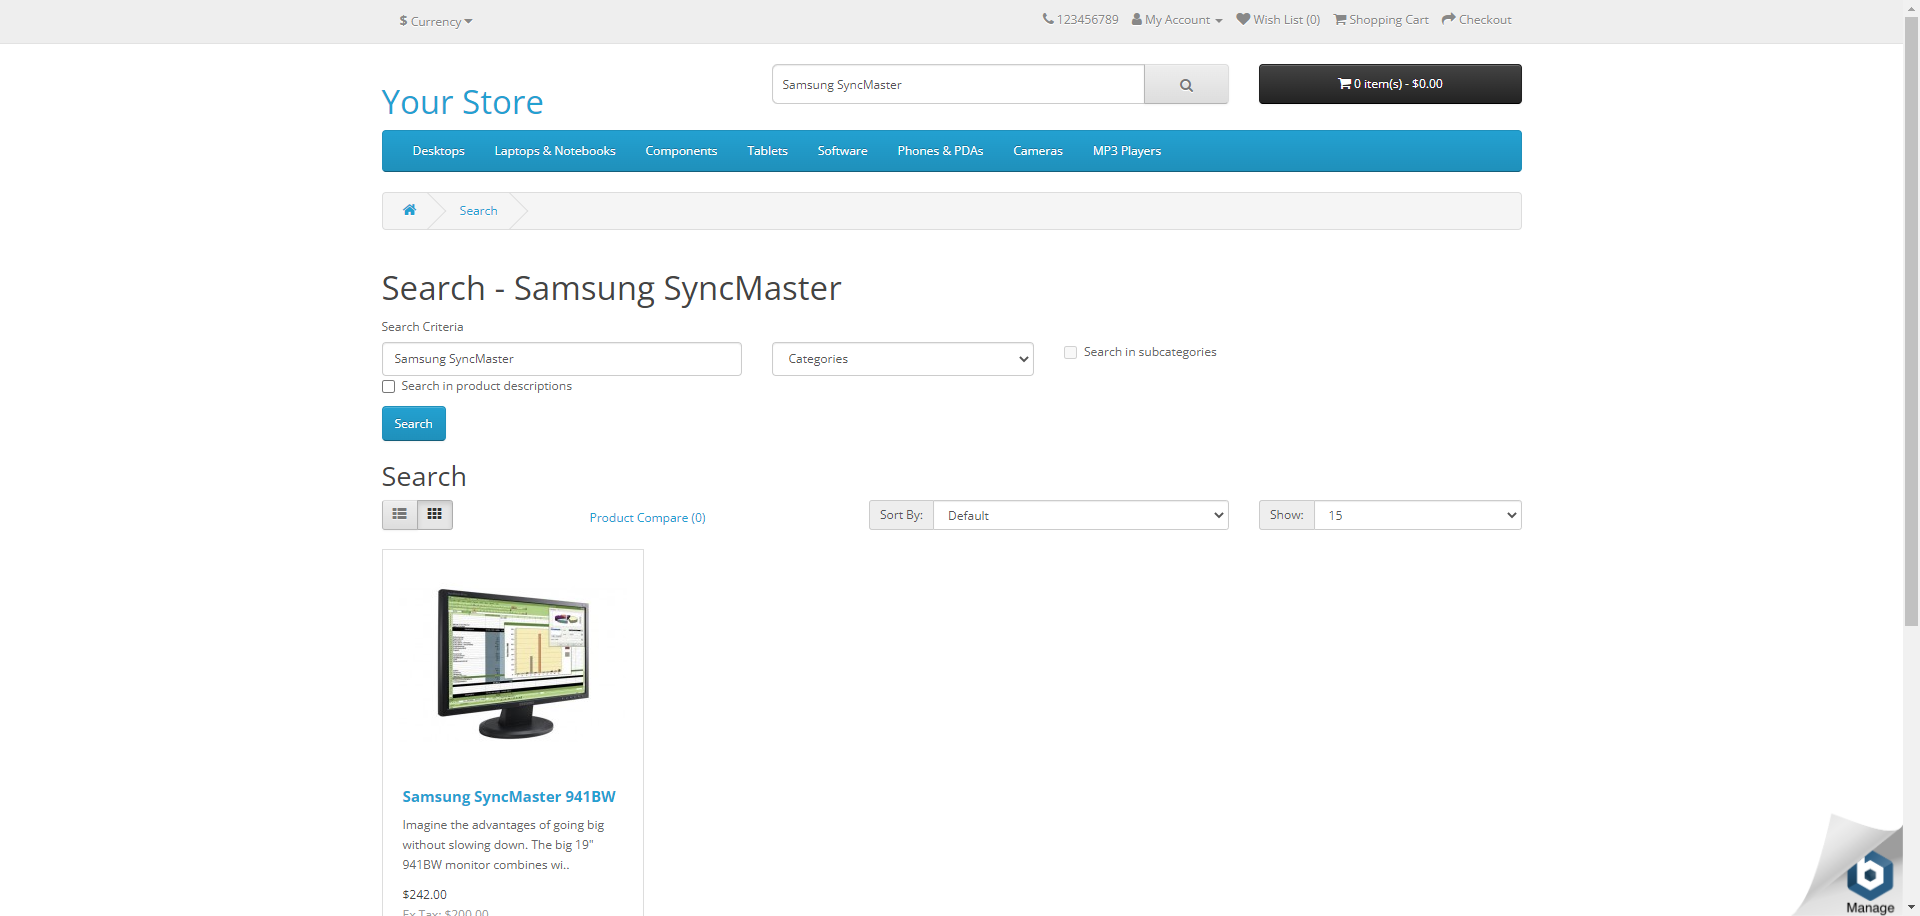 $ Currency
123456789 My Account Wish List (0) Shopping Cart Checkout
Your Store
Samsung SyncMaster
0 item(s) - $0.00
Desktops Laptops & Notebooks Components Tablets Software Phones & PDAs Cameras MP3 Players
Search
Search - Samsung SyncMaster
Search Criteria
Samsung SyncMaster
Categories
Search in subcategories
Search in product descriptions
Search
Search
Product Compare (0)
Sort By: Default
Show: 15
Samsung SyncMaster 941BW
Imagine the advantages of going big
without slowing down. The big 19"
941BW monitor combines wi..
$242.00
Ex Tax: $200.00
Manage